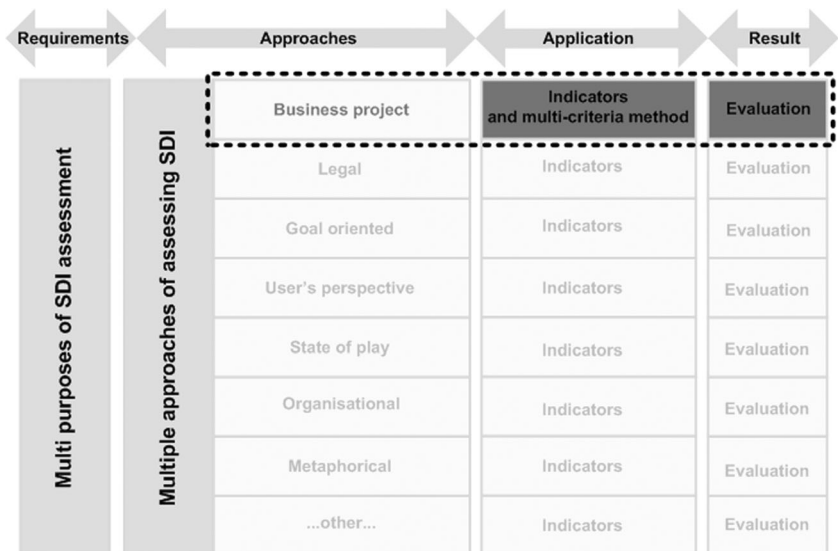 Requirements Approaches Application Result
Multi purposes of SDI assessment
Multiple approaches of assessing SDI
Business project
Indicators
and multi-criteria method
Evaluation
Legal Indicators Evaluation
Goal oriented Indicators Evaluation
User's perspective Indicators Evaluation
State of play Indicators Evaluation
Organisational Indicators Evaluation
Metaphorical Indicators Evaluation
...other... Indicators Evaluation